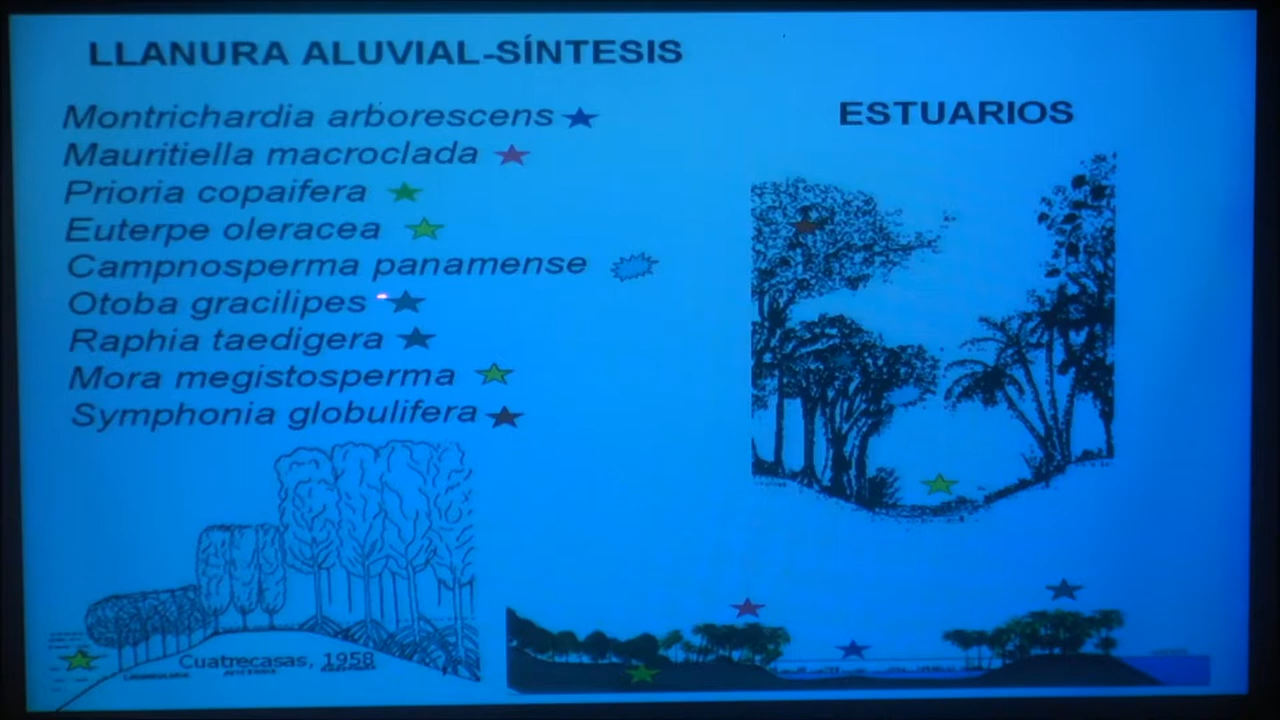 LLANURA ALUVIAL-SÍNTESIS
Montrichardia arborescens
Mauritiella macroclada
Prioria copaifera
Euterpe oleracea
Campnosperma panamense
Otoba gracilipes
Raphia taedigera
Mora megistosperma
Symphonia globulifera
ESTUARIOS
Cuatrecasas, 1958